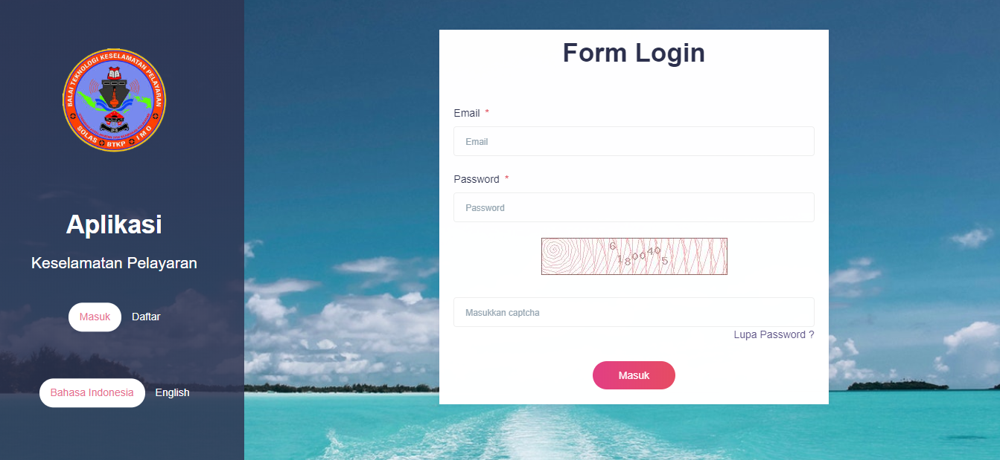 BALAI TEKNOLOGI KESELAMATAN PELAYARAN
SOLAS BTKP IMO
Aplikasi
Keselamatan Pelayaran
Masuk Daftar
Bahasa Indonesia English
Form Login
Email *
Email
Password *
Password
61800405
Masukkan captcha
Lupa Password ?
Masuk